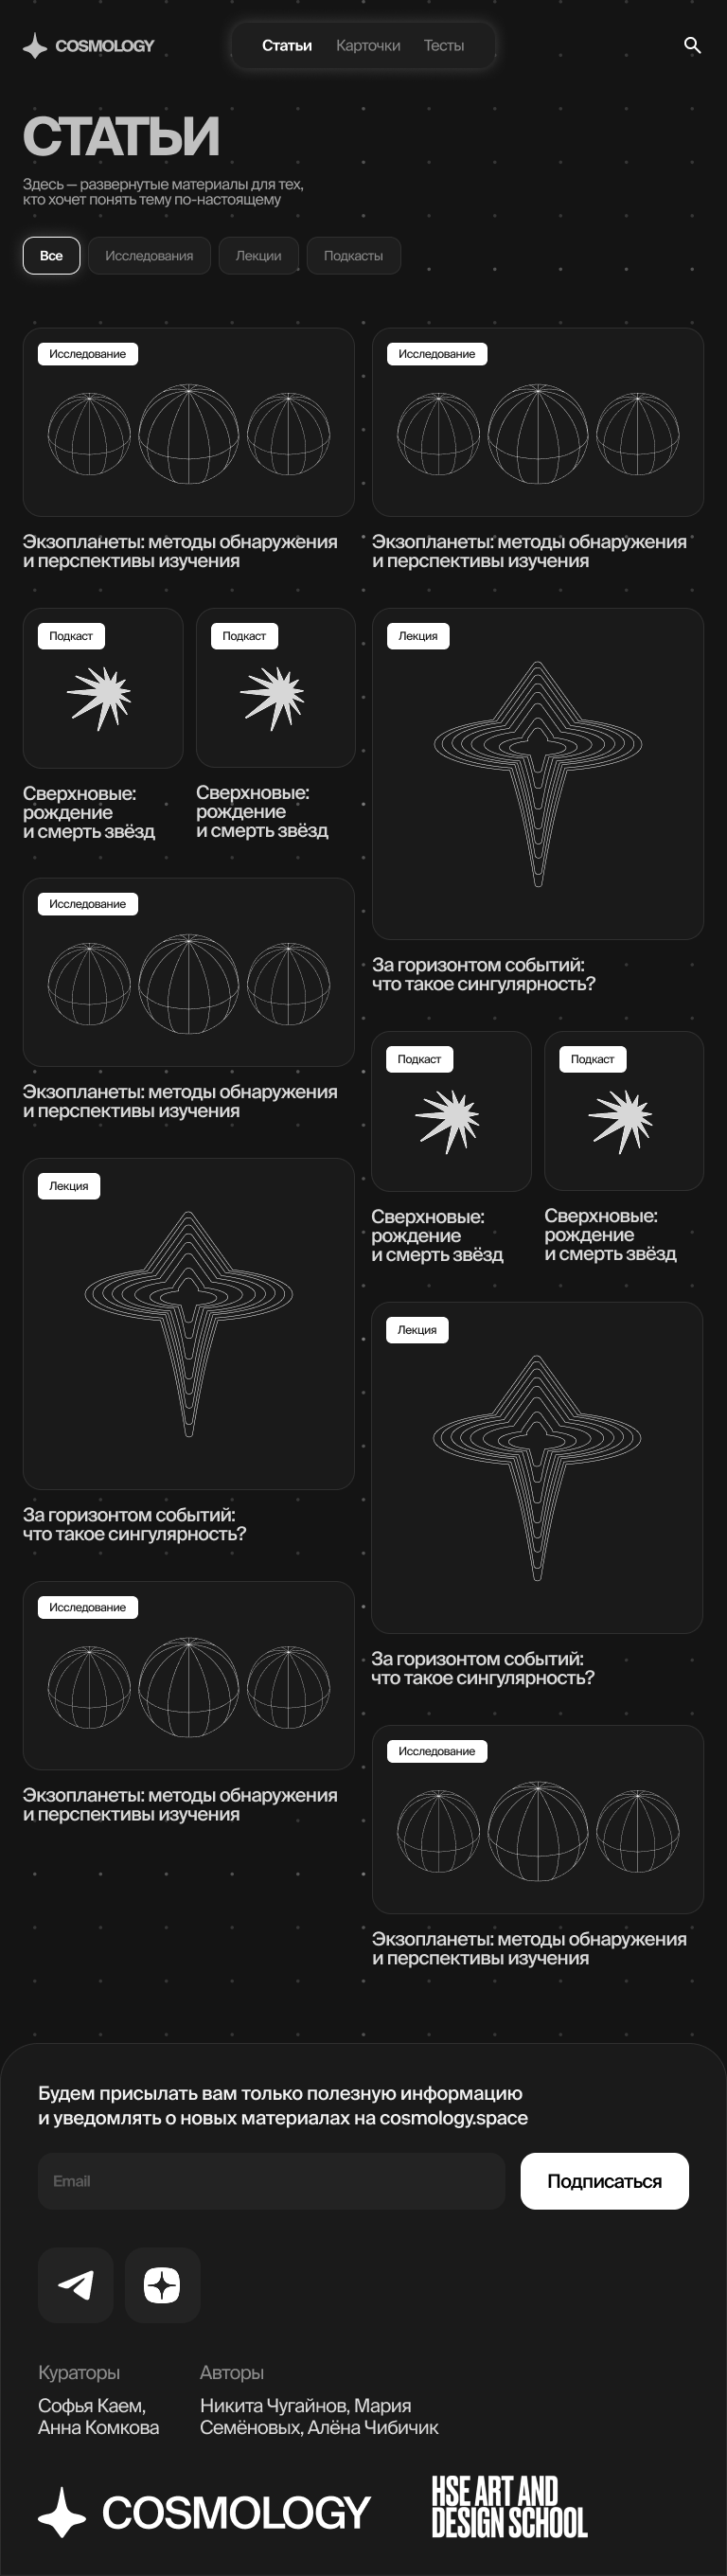 COSMOLOGY
Статьи
Карточки
Тесты
СТАТЬИ
Здесь — развернутые материалы для тех,
кто хочет понять тему по-настоящему
Все
Исследования
Лекции
Подкасты
Исследование
Экзопланеты: методы обнаружения
и перспективы изучения
Исследование
Экзопланеты: методы обнаружения
и перспективы изучения
Подкаст
Сверхновые:
рождение
и смерть звёзд
Подкаст
Сверхновые:
рождение
и смерть звёзд
Лекция
За горизонтом событий:
что такое сингулярность?
Исследование
Экзопланеты: методы обнаружения
и перспективы изучения
Подкаст
Сверхновые:
рождение
и смерть звёзд
Подкаст
Сверхновые:
рождение
и смерть звёзд
Лекция
За горизонтом событий:
что такое сингулярность?
Лекция
За горизонтом событий:
что такое сингулярность?
Исследование
Экзопланеты: методы обнаружения
и перспективы изучения
Исследование
Экзопланеты: методы обнаружения
и перспективы изучения
Будем присылать вам только полезную информацию
и уведомлять о новых материалах на cosmology.space
Email
Подписаться
Кураторы
Софья Каем,
Анна Комкова
Авторы
Никита Чугайнов, Мария
Семёновых, Алёна Чибичик
COSMOLOGY
HSE ART AND
DESIGN SCHOOL